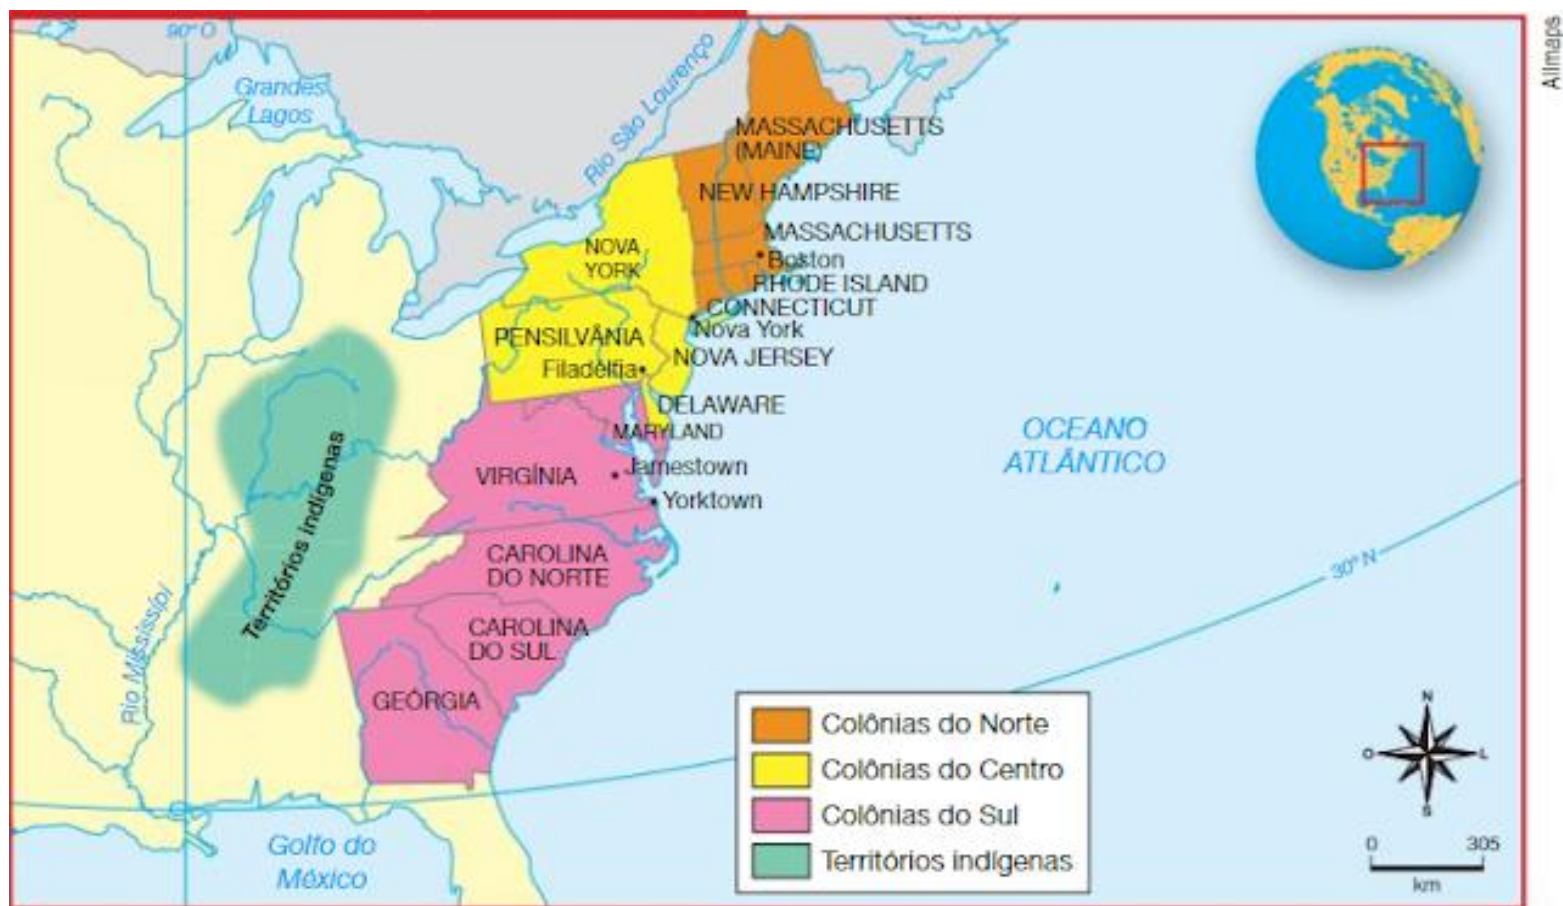 Allmaps
90º O
Grandes
Lagos
Rio São Lourenço
MASSACHUSETTS
(MAINE)
NEW HAMPSHIRE
MASSACHUSETTS
Boston
NOVA
YORK
RHODE ISLAND
CONNECTICUT
Nova York
PENSILVÂNIA
NOVA JERSEY
Filadélfia
DELAWARE
MARYLAND
OCEANO
ATLÂNTICO
VIRGÍNIA
Jamestown
Yorktown
Territórios indígenas
CAROLINA
DO NORTE
30º N
Rio Mississípi
CAROLINA
DO SUL
GEÓRGIA
Golfo do
México
Colônias do Norte
Colônias do Centro
Colônias do Sul
Territórios indígenas
N
O
L
S
0 305
km